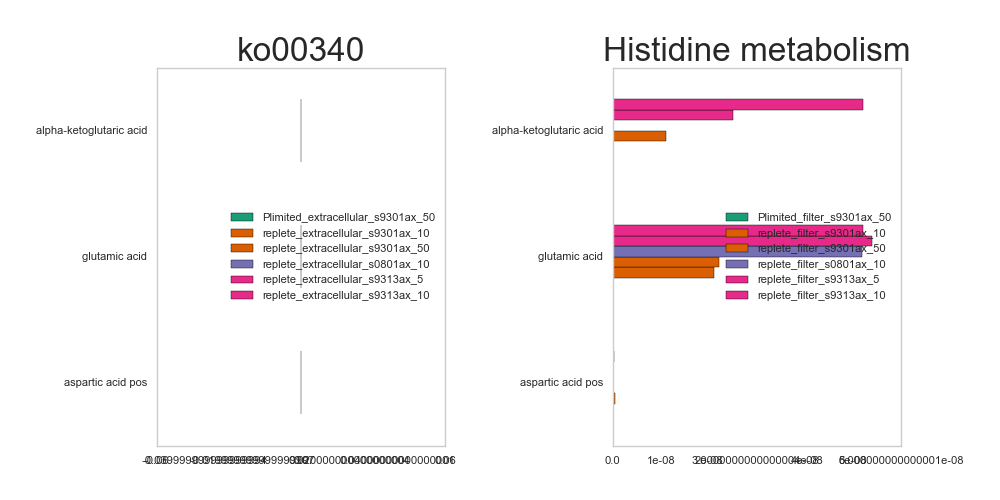 ko00340
Histidine metabolism
alpha-ketoglutaric acid
glutamic acid
aspartic acid pos
Plimited_extracellular_s9301ax_50
replete_extracellular_s9301ax_10
replete_extracellular_s9301ax_50
replete_extracellular_s0801ax_10
replete_extracellular_s9313ax_5
replete_extracellular_s9313ax_10
alpha-ketoglutaric acid
glutamic acid
aspartic acid pos
Plimited_filter_s9301ax_50
replete_filter_s9301ax_10
replete_filter_s9301ax_50
replete_filter_s0801ax_10
replete_filter_s9313ax_5
replete_filter_s9313ax_10
0.0
1e-08